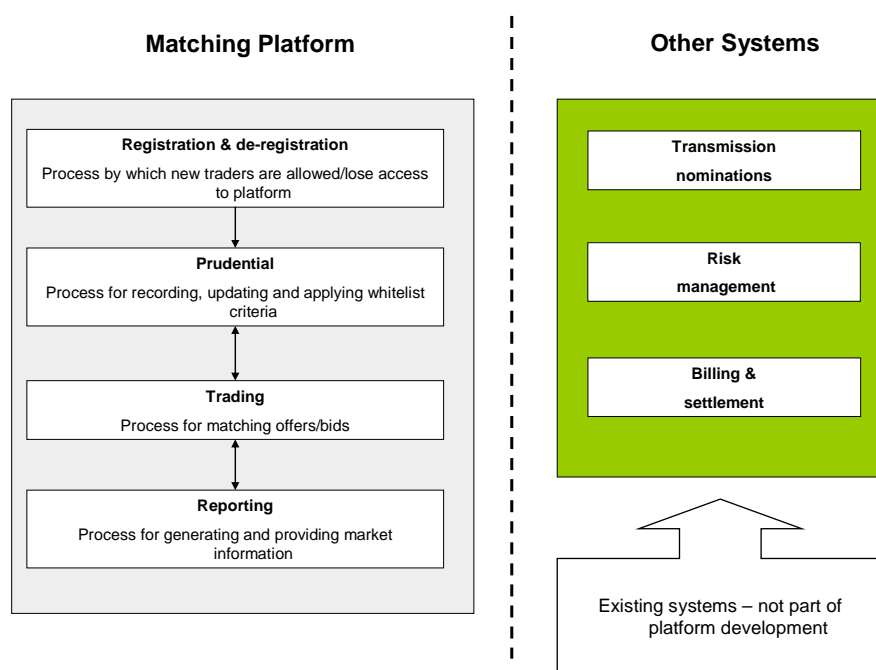 Matching Platform
Registration & de-registration
Process by which new traders are allowed/lose access
to platform
Prudential
Process for recording, updating and applying whitelist
criteria
Trading
Process for matching offers/bids
Reporting
Process for generating and providing market
information
Other Systems
Transmission
nominations
Risk
management
Billing &
settlement
Existing systems – not part of
platform development